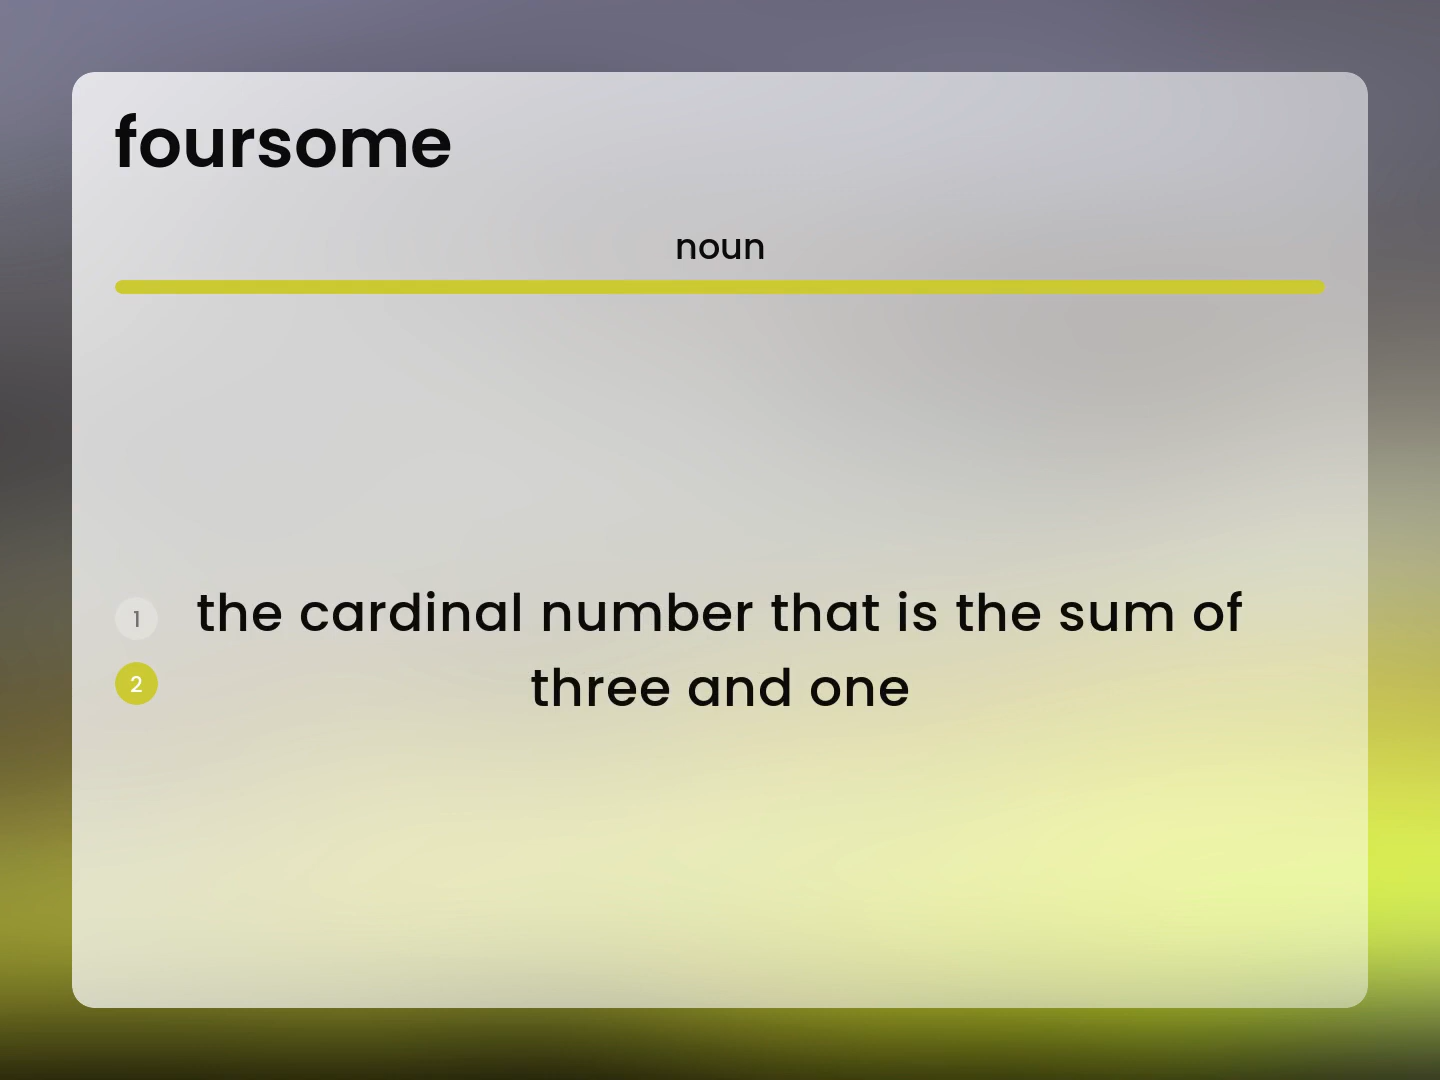 foursome
noun
1
the cardinal number that is the sum of
2
three and one